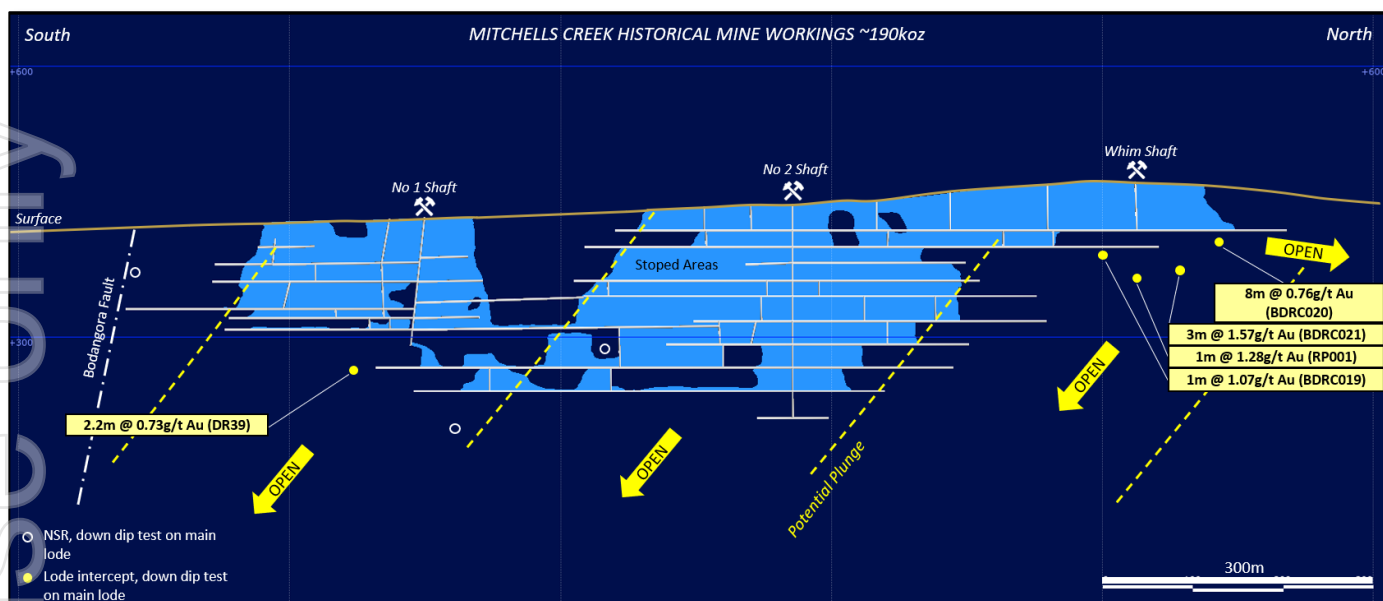 South
MITCHELLS CREEK HISTORICAL MINE WORKINGS ~190koz
North
+600
+600
Whim Shaft
No 2 Shaft
No 1 Shaft
Surface
Stoped Areas
OPEN
8m @ 0.76g/t Au
(BDRC020)
3m @ 1.57g/t Au (BDRC021)
+300
1m @ 1.28g/t Au (RP001)
1m @ 1.07g/t Au (BDRC019)
Bodangora Fault
OPEN
2.2m @ 0.73g/t Au (DR39)
OPEN
OPEN
Potential Plunge
NSR, down dip test on main
lode
Lode intercept, down dip test
on main lode
300m